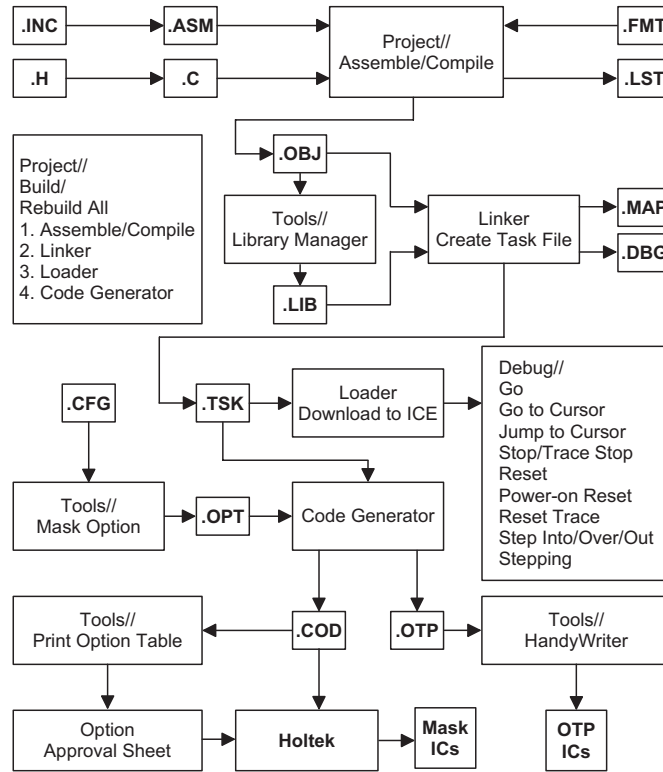 .INC
.ASM
Project//
Assemble/Compile
.FMT
.H
.C
.LST
Project//
Build/
Rebuild All
1. Assemble/Compile
2. Linker
3. Loader
4. Code Generator
.OBJ
Tools//
Library Manager
.LIB
Linker
Create Task File
.MAP
.DBG
.CFG
.TSK
Loader
Download to ICE
Debug//
Go
Go to Cursor
Jump to Cursor
Stop/Trace Stop
Reset
Power-on Reset
Reset Trace
Step Into/Over/Out
Stepping
Tools//
Mask Option
.OPT
Code Generator
Tools//
Print Option Table
.COD
.OTP
Tools//
HandyWriter
Option
Approval Sheet
Holtek
Mask
ICs
OTP
ICs